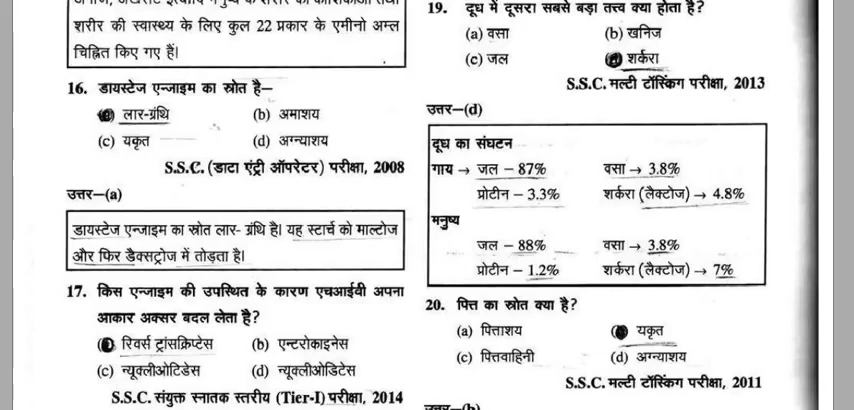 शरीर की स्वास्थ्य के लिए कुल 22 प्रकार के एमीनो अम्ल
चिह्नित किए गए हैं।
16. डायस्टेज एन्जाइम का स्रोत है—
लार-ग्रंथि (b) अमाशय
(c) यकृत (d) अग्न्याशय
S.S.C. (डाटा एंट्री ऑपरेटर) परीक्षा, 2008
उत्तर—(a)
डायस्टेज एन्जाइम का स्रोत लार- ग्रंथि है। यह स्टार्च को माल्टोज
और फिर डैक्सट्रोज में तोड़ता है।
17. किस एन्जाइम की उपस्थित के कारण एचआईवी अपना
आकार अक्सर बदल लेता है?
रिवर्स ट्रांसक्रिप्टेस (b) एन्टरोकाइनेस
(c) न्यूक्लीओटिडेस (d) न्यूक्लीओडिटेस
S.S.C. संयुक्त स्नातक स्तरीय (Tier-I) परीक्षा, 2014
19. दूध में दूसरा सबसे बड़ा तत्त्व क्या होता है?
(a) वसा (b) खनिज
(c) जल शर्करा
S.S.C. मल्टी टॉस्किंग परीक्षा, 2013
उत्तर—(d)
दूध का संघटन
गाय → जल – 87% वसा → 3.8%
प्रोटीन – 3.3% शर्करा (लैक्टोज) → 4.8%
मनुष्य
जल – 88% वसा → 3.8%
प्रोटीन – 1.2% शर्करा (लैक्टोज) → 7%
20. पित्त का स्रोत क्या है?
(a) पित्ताशय यकृत
(c) पित्तवाहिनी (d) अग्न्याशय
S.S.C. मल्टी टॉस्किंग परीक्षा, 2011
उत्तर—(b)